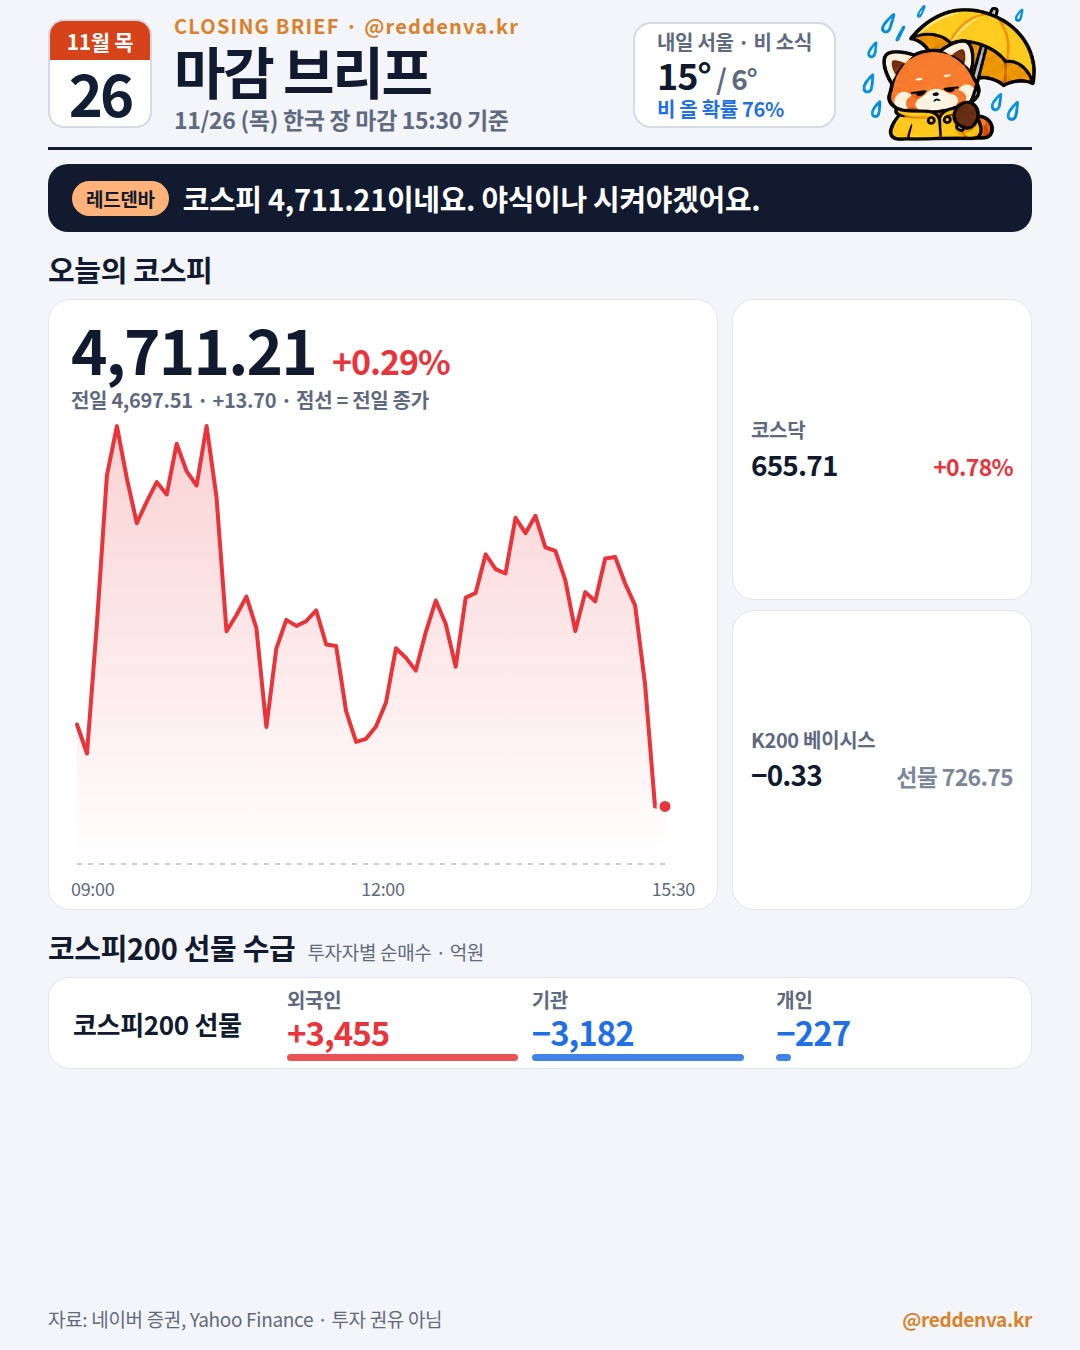 11월 목
26
CLOSING BRIEF · @reddenva.kr
마감 브리프
11/26 (목) 한국 장 마감 15:30 기준
내일 서울 · 비 소식
15° / 6°
비 올 확률 76%
레드덴바 코스피 4,711.21이네요. 야식이나 시켜야겠어요.
오늘의 코스피
4,711.21 +0.29%
전일 4,697.51 · +13.70 · 점선 = 전일 종가
09:00 12:00 15:30
코스닥
655.71 +0.78%
K200 베이시스
−0.33 선물 726.75
코스피200 선물 수급 투자자별 순매수 · 억원
코스피200 선물
외국인
+3,455
기관
−3,182
개인
−227
자료: 네이버 증권, Yahoo Finance · 투자 권유 아님
@reddenva.kr